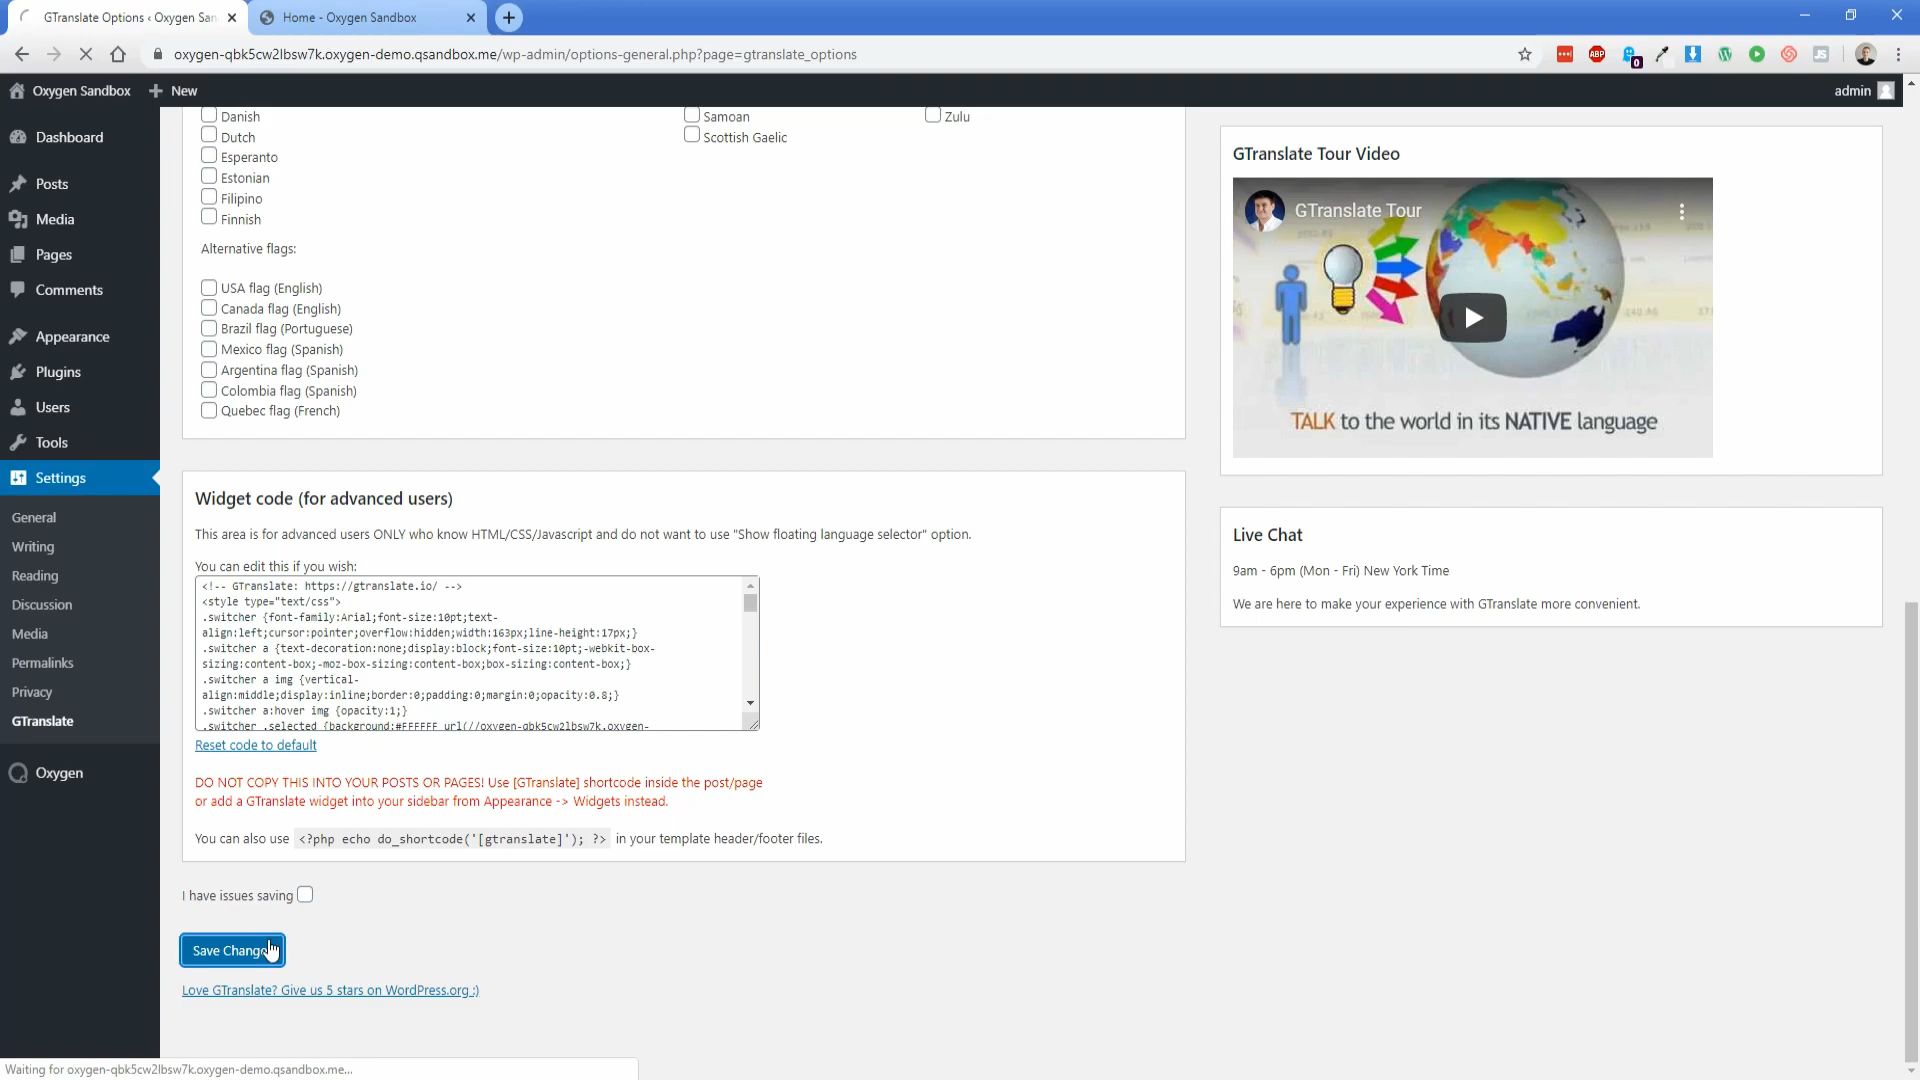 GTranslate Options ‹ Oxygen San
Home - Oxygen Sandbox
oxygen-qbk5cw2lbsw7k.oxygen-demo.qsandbox.me/wp-admin/options-general.php?page=gtranslate_options
ABP
0
JS
Oxygen Sandbox
New
admin
Dashboard
Posts
Media
Pages
Comments
Appearance
Plugins
Users
Tools
Settings
General
Writing
Reading
Discussion
Media
Permalinks
Privacy
GTranslate
Oxygen
Danish
Dutch
Esperanto
Estonian
Filipino
Finnish
Samoan
Scottish Gaelic
Zulu
Alternative flags:
USA flag (English)
Canada flag (English)
Brazil flag (Portuguese)
Mexico flag (Spanish)
Argentina flag (Spanish)
Colombia flag (Spanish)
Quebec flag (French)
Widget code (for advanced users)
This area is for advanced users ONLY who know HTML/CSS/Javascript and do not want to use "Show floating language selector" option.
You can edit this if you wish:
<!-- GTranslate: https://gtranslate.io/ -->
<style type="text/css">
.switcher {font-family:Arial;font-size:10pt;text-
align:left;cursor:pointer;overflow:hidden;width:163px;line-height:17px;}
.switcher a {text-decoration:none;display:block;font-size:10pt;-webkit-box-
sizing:content-box;-moz-box-sizing:content-box;box-sizing:content-box;}
.switcher a img {vertical-
align:middle;display:inline;border:0;padding:0;margin:0;opacity:0.8;}
.switcher a:hover img {opacity:1;}
.switcher .selected {background:#FFFFFF url(//oxygen-qbk5cw2lbsw7k.oxygen-
Reset code to default
DO NOT COPY THIS INTO YOUR POSTS OR PAGES! Use [GTranslate] shortcode inside the post/page
or add a GTranslate widget into your sidebar from Appearance -> Widgets instead.
You can also use <?php echo do_shortcode('[gtranslate]'); ?> in your template header/footer files.
I have issues saving
Save Change
Love GTranslate? Give us 5 stars on WordPress.org :)
GTranslate Tour Video
GTranslate Tour
TALK to the world in its NATIVE language
Live Chat
9am - 6pm (Mon - Fri) New York Time
We are here to make your experience with GTranslate more convenient.
Waiting for oxygen-qbk5cw2lbsw7k.oxygen-demo.qsandbox.me...